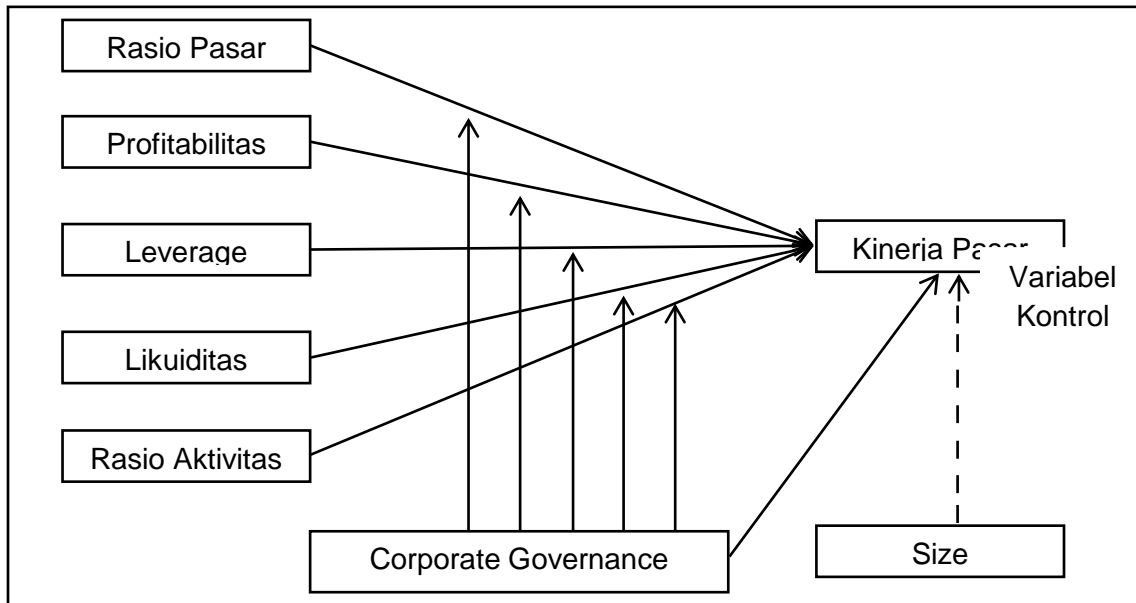 Rasio Pasar
Profitabilitas
Leverage
Likuiditas
Rasio Aktivitas
Corporate Governance
Kinerja Pasar
Variabel
Kontrol
Size